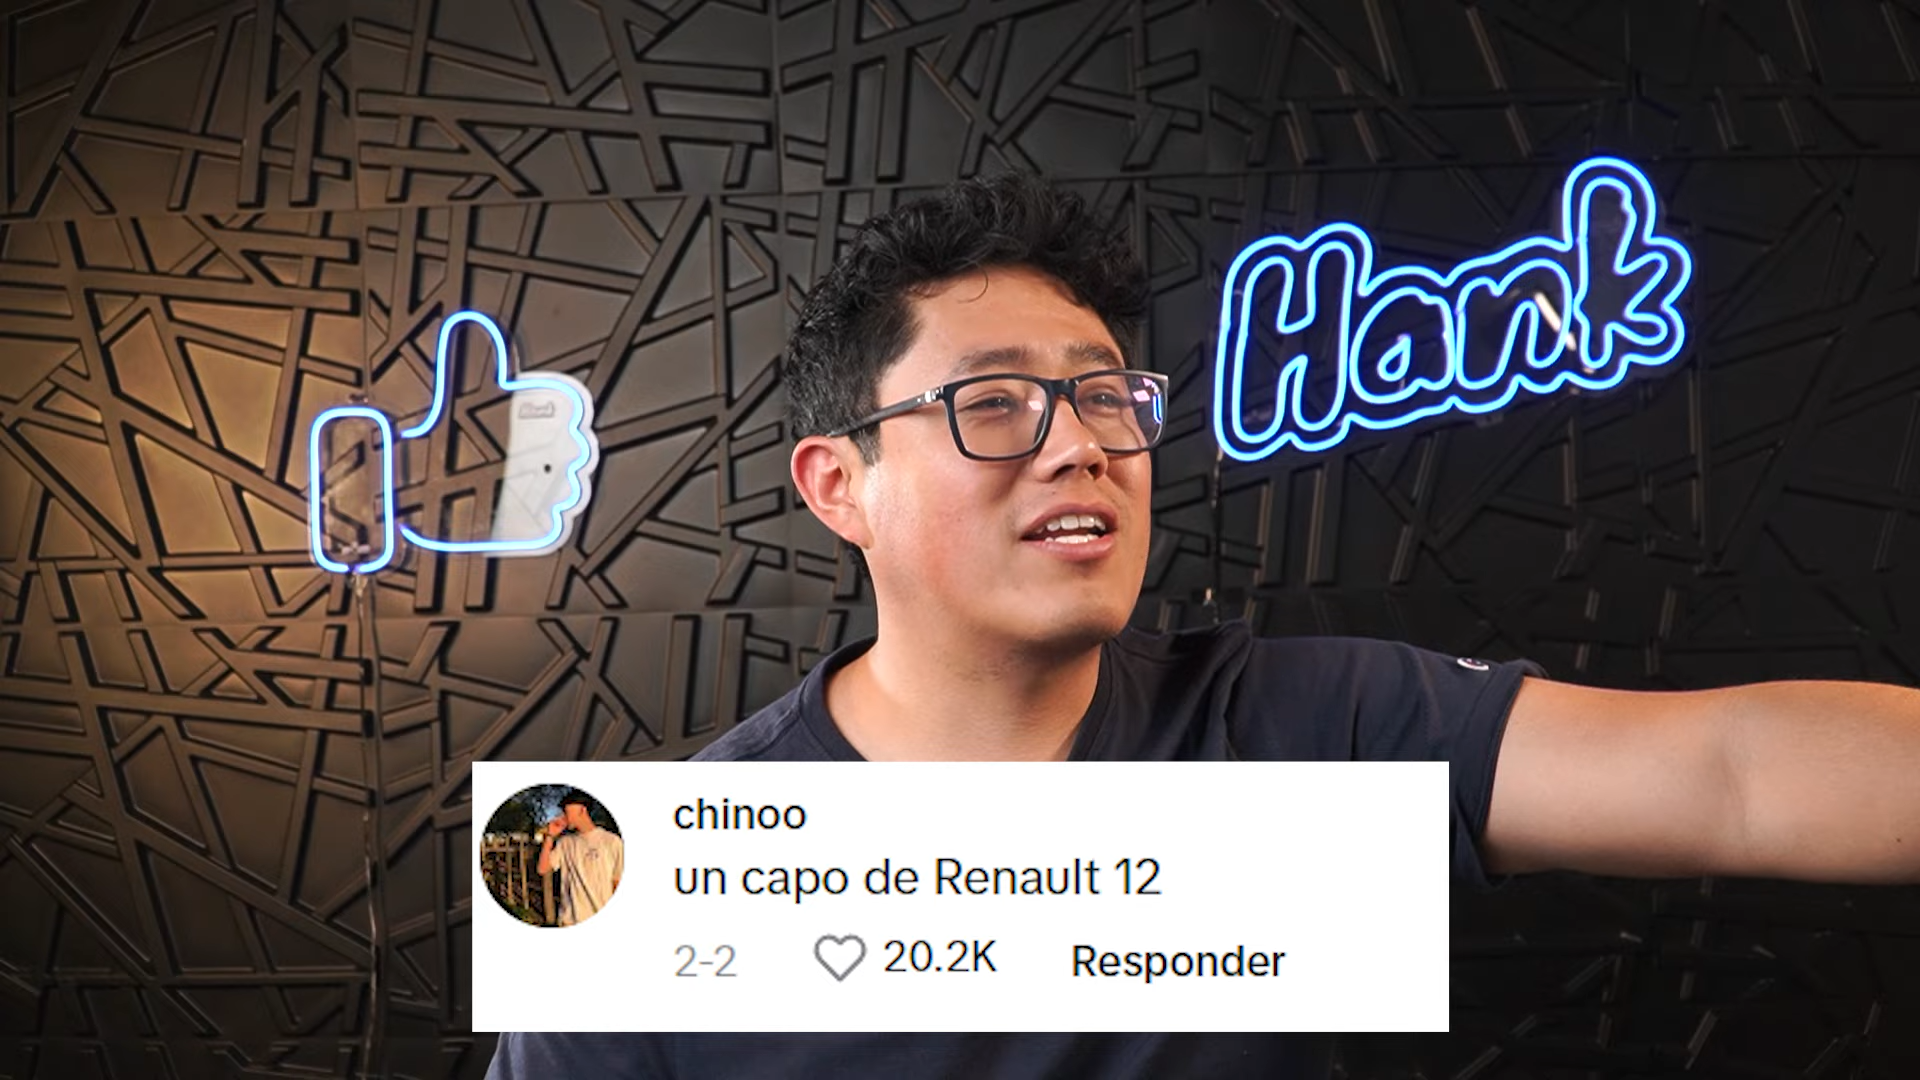 Hank
chinoo
un capo de Renault 12
2-2 20.2K Responder